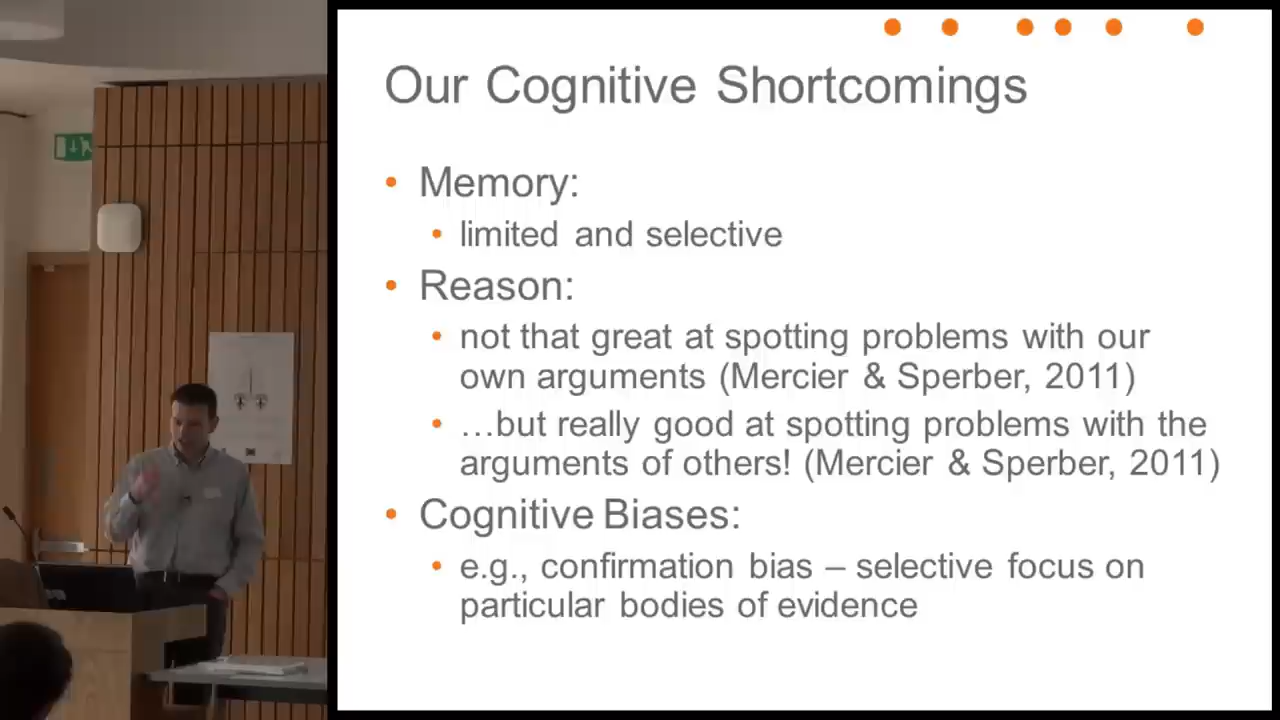 Our Cognitive Shortcomings
• Memory:
• limited and selective
• Reason:
• not that great at spotting problems with our
own arguments (Mercier & Sperber, 2011)
• …but really good at spotting problems with the
arguments of others! (Mercier & Sperber, 2011)
• Cognitive Biases:
• e.g., confirmation bias – selective focus on
particular bodies of evidence